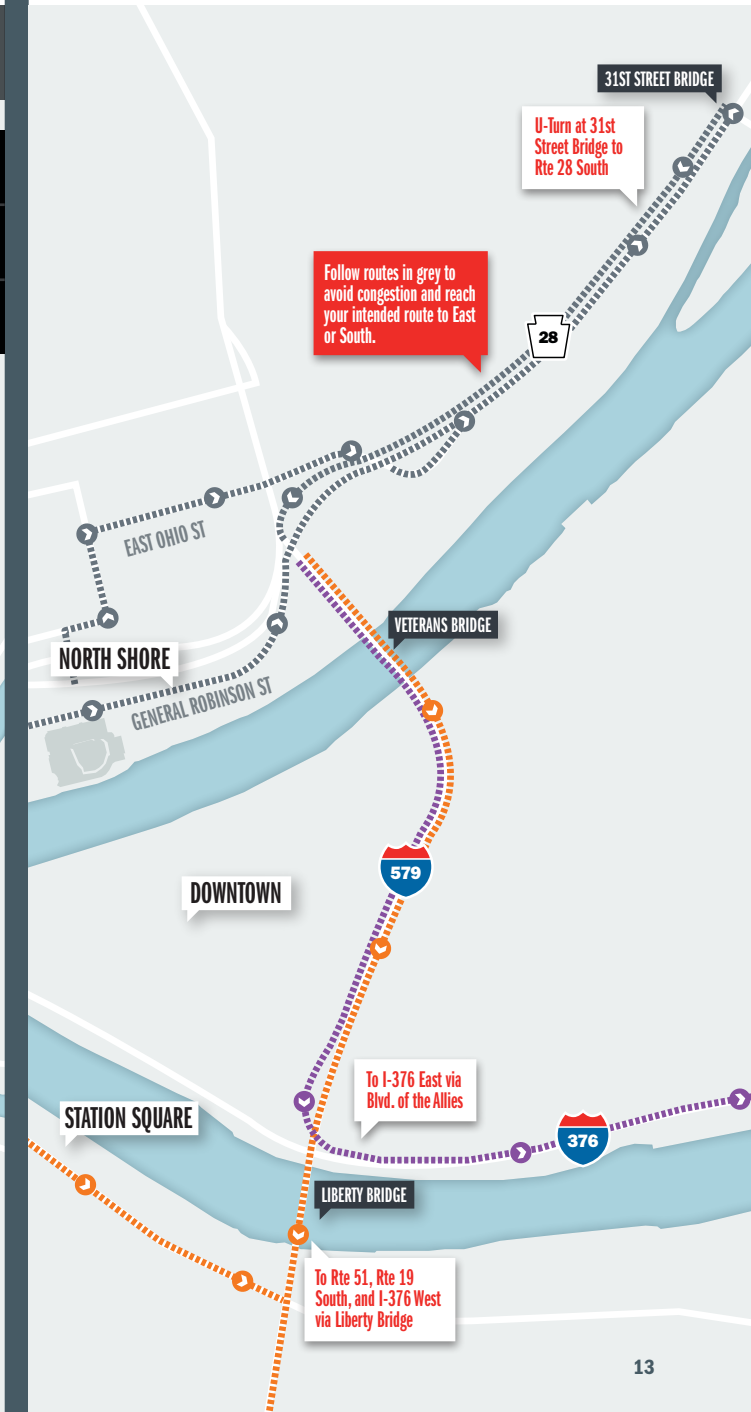 31ST STREET BRIDGE
U-Turn at 31st
Street Bridge to
Rte 28 South
Follow routes in grey to
avoid congestion and reach
your intended route to East
or South.
28
EAST OHIO ST
VETERANS BRIDGE
NORTH SHORE
GENERAL ROBINSON ST
579
DOWNTOWN
To I-376 East via
Blvd. of the Allies
STATION SQUARE
376
LIBERTY BRIDGE
To Rte 51, Rte 19
South, and I-376 West
via Liberty Bridge
13